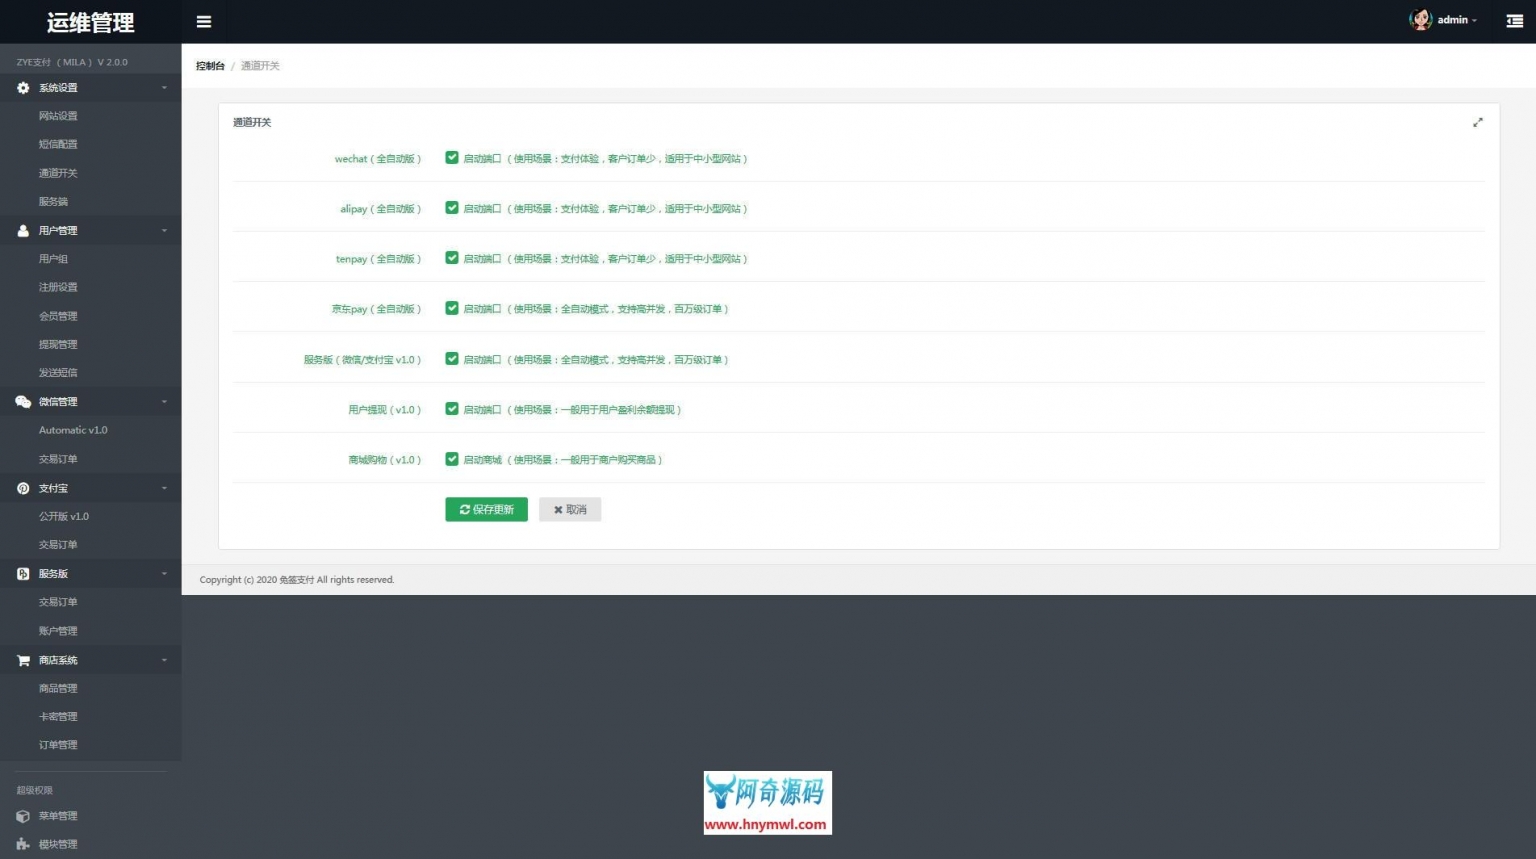 运维管理
admin
ZYE支付 （ MILA ） V 2.0.0
控制台 / 通道开关
系统设置
网站设置
短信配置
通道开关
服务端
用户管理
用户组
注册设置
会员管理
提现管理
发送短信
微信管理
Automatic v1.0
交易订单
支付宝
公开版 v1.0
交易订单
服务版
交易订单
账户管理
商店系统
商品管理
卡密管理
订单管理
超级权限
菜单管理
模块管理
通道开关
wechat（全自动版） 启动端口 （ 使用场景：支付体验，客户订单少，适用于中小型网站 ）
alipay（全自动版） 启动端口 （ 使用场景：支付体验，客户订单少，适用于中小型网站 ）
tenpay（全自动版） 启动端口 （ 使用场景：支付体验，客户订单少，适用于中小型网站 ）
京东pay（全自动版） 启动端口 （ 使用场景：全自动模式，支持高并发，百万级订单 ）
服务版（微信/支付宝 v1.0） 启动端口 （ 使用场景：全自动模式，支持高并发，百万级订单 ）
用户提现（v1.0） 启动端口 （ 使用场景：一般用于用户盈利余额提现 ）
商城购物（v1.0） 启动商城 （ 使用场景：一般用于商户购买商品 ）
保存更新 取消
Copyright (c) 2020 免签支付 All rights reserved.
阿奇源码
www.hnymwl.com